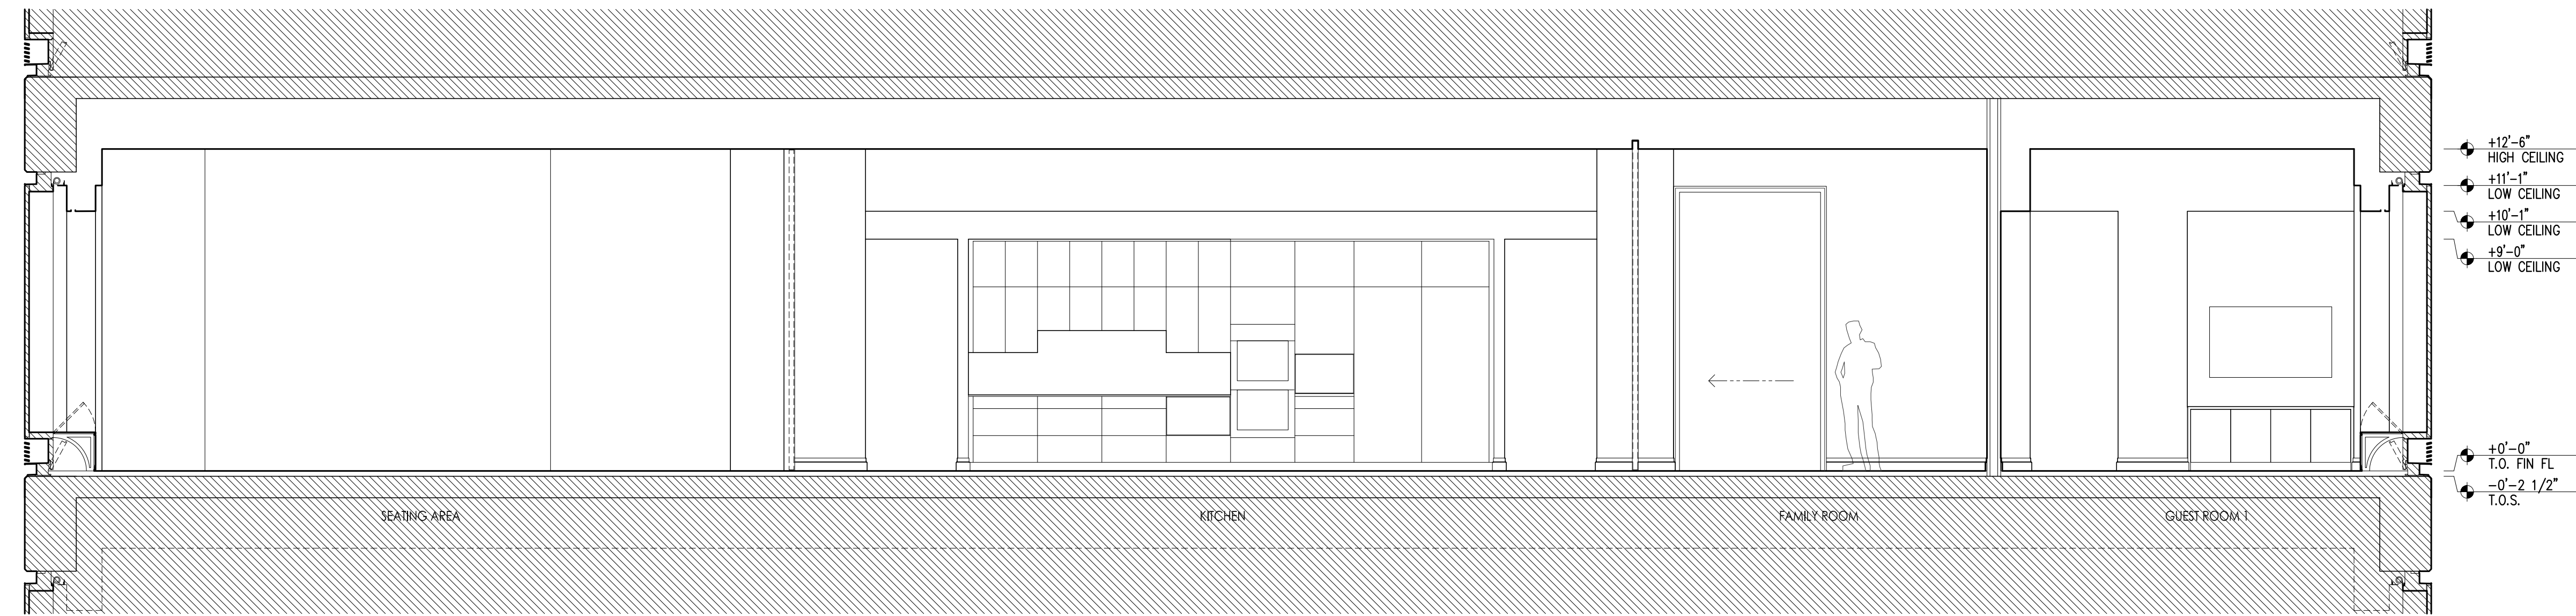 +12'-6"
HIGH CEILING
+11'-1"
LOW CEILING
+10'-1"
LOW CEILING
+9'-0"
LOW CEILING
+0'-0"
T.O. FIN FL
-0'-2 1/2"
T.O.S.
SEATING AREA KITCHEN FAMILY ROOM GUEST ROOM 1